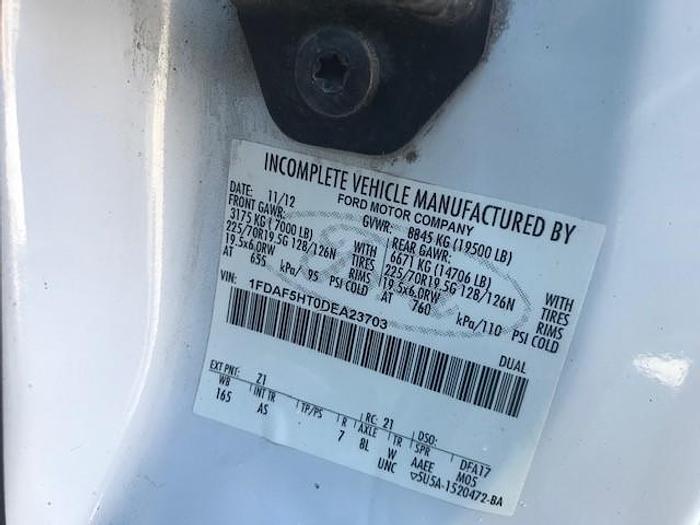 INCOMPLETE VEHICLE MANUFACTURED BY
FORD MOTOR COMPANY
DATE: 11/12
GVWR: 8845 KG (19500 LB)
FRONT GAWR:
3175 KG (7000 LB)
225/70R19.5G 128/126N
19.5x6.0RW
AT 655 kPa/ 95
WITH
TIRES
RIMS
PSI COLD
REAR GAWR:
6671 KG (14706 LB)
225/70R19.5G 128/126N
19.5x6.0RW
AT 760 kPa/110
WITH
TIRES
RIMS
PSI COLD
VIN: 1FDAF5HT0DEA23703
DUAL
EXT PNT: Z1 RC: 21 DSO:
WB INT TR TP/PS R AXLE TR SPR DFA17
165 AS 7 8L W AAEE MOS
UNC ▽5U5A-1520472-BA